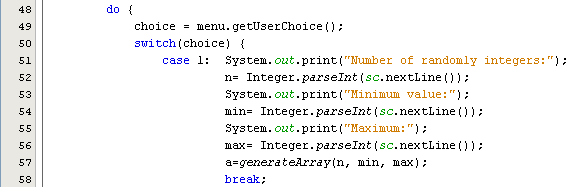 48 do {
49 choice = menu.getUserChoice();
50 switch(choice) {
51 case 1: System.out.print("Number of randomly integers:");
52 n= Integer.parseInt(sc.nextLine());
53 System.out.print("Minimum value:");
54 min= Integer.parseInt(sc.nextLine());
55 System.out.print("Maximum:");
56 max= Integer.parseInt(sc.nextLine());
57 a=generateArray(n, min, max);
58 break;